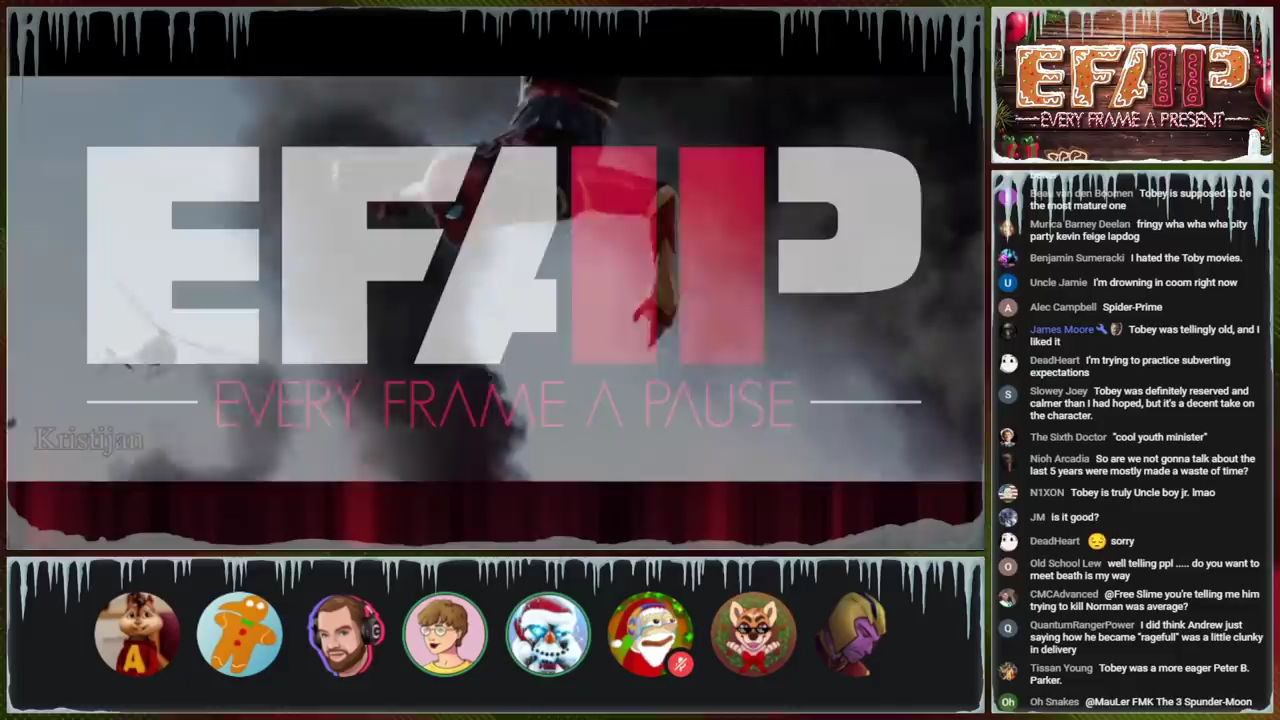 EFAIIP
EVERY FRAME A PAUSE
Kristijan
EFAIIP
EVERY FRAME A PRESENT
Beau van den Boomen Tobey is supposed to be
the most mature one
Murica Barney Deelan fringy wha wha wha pity
party kevin feige lapdog
Benjamin Sumeracki I hated the Toby movies.
U Uncle Jamie I'm drowning in coom right now
A Alec Campbell Spider-Prime
James Moore Tobey was tellingly old, and I
liked it
DeadHeart I'm trying to practice subverting
expectations
S Slowey Joey Tobey was definitely reserved and
calmer than I had hoped, but it's a decent take on
the character.
The Sixth Doctor "cool youth minister"
Nioh Arcadia So are we not gonna talk about the
last 5 years were mostly made a waste of time?
N1XON Tobey is truly Uncle boy jr. lmao
JM is it good?
DeadHeart 😔 sorry
O Old School Lew well telling ppl ..... do you want to
meet beath is my way
CMCAdvanced @Free Slime you're telling me him
trying to kill Norman was average?
Q QuantumRangerPower I did think Andrew just
saying how he became "ragefull" was a little clunky
in delivery
Tissan Young Tobey was a more eager Peter B.
Parker.
Oh Oh Snakes @MauLer FMK The 3 Spunder-Moon
A